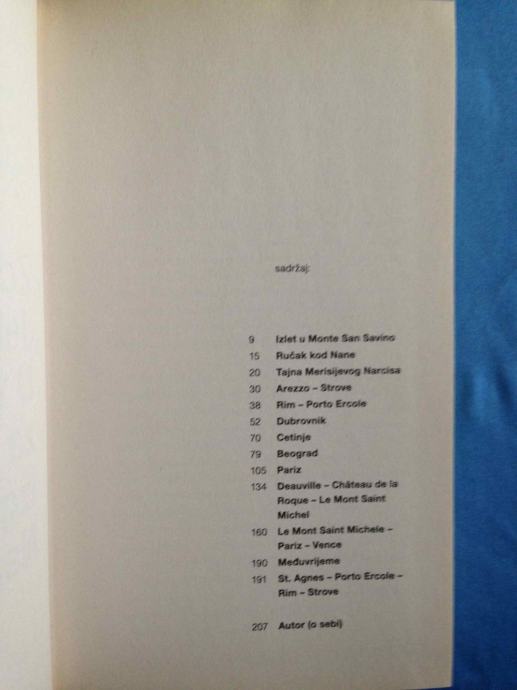 sadržaj:
9 Izlet u Monte San Savino
15 Ručak kod Nane
20 Tajna Merisijevog Narcisa
30 Arezzo – Strove
38 Rim – Porto Ercole
52 Dubrovnik
70 Cetinje
79 Beograd
105 Pariz
134 Deauville – Château de la
Roque – Le Mont Saint
Michel
160 Le Mont Saint Michele –
Pariz – Vence
190 Međuvrijeme
191 St. Agnes – Porto Ercole –
Rim – Strove
207 Autor (o sebi)